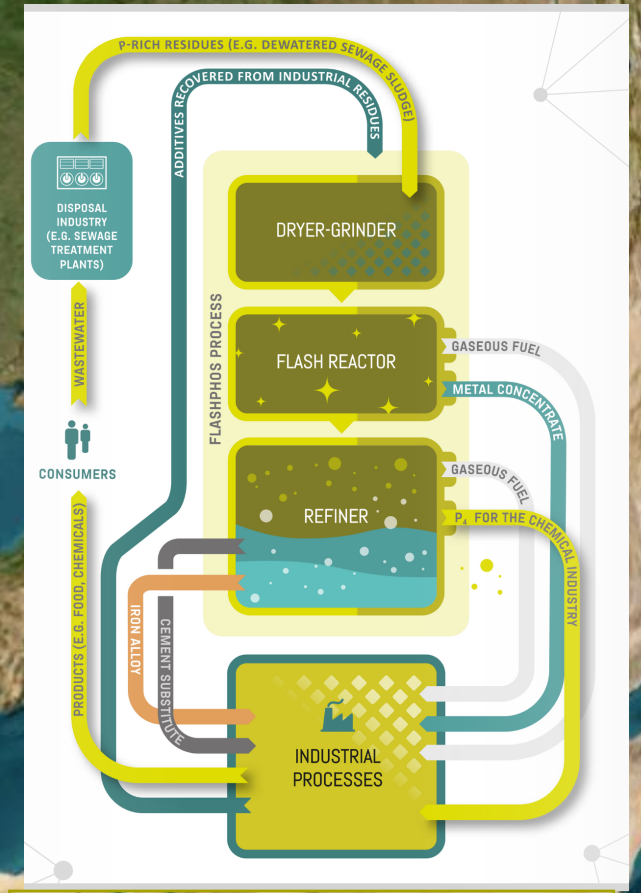 P-RICH RESIDUES (E.G. DEWATERED SEWAGE SLUDGE)
ADDITIVES RECOVERED FROM INDUSTRIAL RESIDUES
DISPOSAL
INDUSTRY
(E.G. SEWAGE
TREATMENT
PLANTS)
WASTEWATER
CONSUMERS
PRODUCTS (E.G. FOOD, CHEMICALS)
FLASHPHOS PROCESS
DRYER-GRINDER
FLASH REACTOR
GASEOUS FUEL
METAL CONCENTRATE
REFINER
GASEOUS FUEL
P₄ FOR THE CHEMICAL INDUSTRY
IRON ALLOY
CEMENT SUBSTITUTE
INDUSTRIAL
PROCESSES